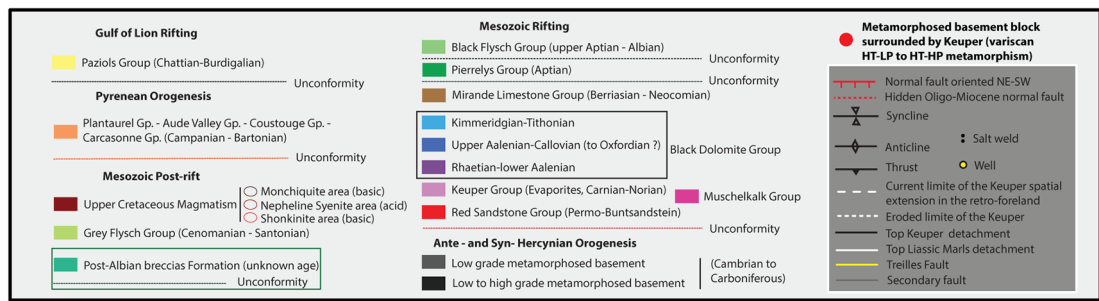 Gulf of Lion Rifting
Paziols Group (Chattian-Burdigalian)
Unconformity
Pyrenean Orogenesis
Plantaurel Gp. - Aude Valley Gp. - Coustouge Gp. -
Carcasonne Gp. (Campanian - Bartonian)
Unconformity
Mesozoic Post-rift
Upper Cretaceous Magmatism
Monchiquite area (basic)
Nepheline Syenite area (acid)
Shonkinite area (basic)
Grey Flysch Group (Cenomanian - Santonian)
Post-Albian breccias Formation (unknown age)
Unconformity
Mesozoic Rifting
Black Flysch Group (upper Aptian - Albian)
Unconformity
Pierrelys Group (Aptian)
Unconformity
Mirande Limestone Group (Berriasian - Neocomian)
Kimmeridgian-Tithonian
Upper Aalenian-Callovian (to Oxfordian ?)
Rhaetian-lower Aalenian
Black Dolomite Group
Keuper Group (Evaporites, Carnian-Norian)
Muschelkalk Group
Red Sandstone Group (Permo-Buntsandstein)
Unconformity
Ante - and Syn- Hercynian Orogenesis
Low grade metamorphosed basement
Low to high grade metamorphosed basement
(Cambrian to
Carboniferous)
Metamorphosed basement block
surrounded by Keuper (variscan
HT-LP to HT-HP metamorphism)
Normal fault oriented NE-SW
Hidden Oligo-Miocene normal fault
Syncline
Anticline
Salt weld
Thrust
Well
Current limite of the Keuper spatial
extension in the retro-foreland
Eroded limite of the Keuper
Top Keuper detachment
Top Liassic Marls detachment
Treilles Fault
Secondary fault